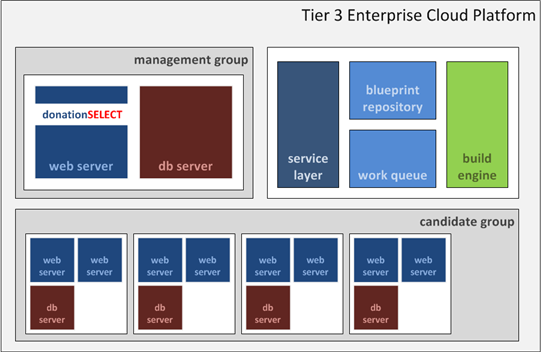 Tier 3 Enterprise Cloud Platform
management group
donationSELECT
web server
db server
service
layer
blueprint
repository
work queue
build
engine
candidate group
web
server
web
server
db
server
web
server
web
server
db
server
web
server
web
server
db
server
web
server
web
server
db
server